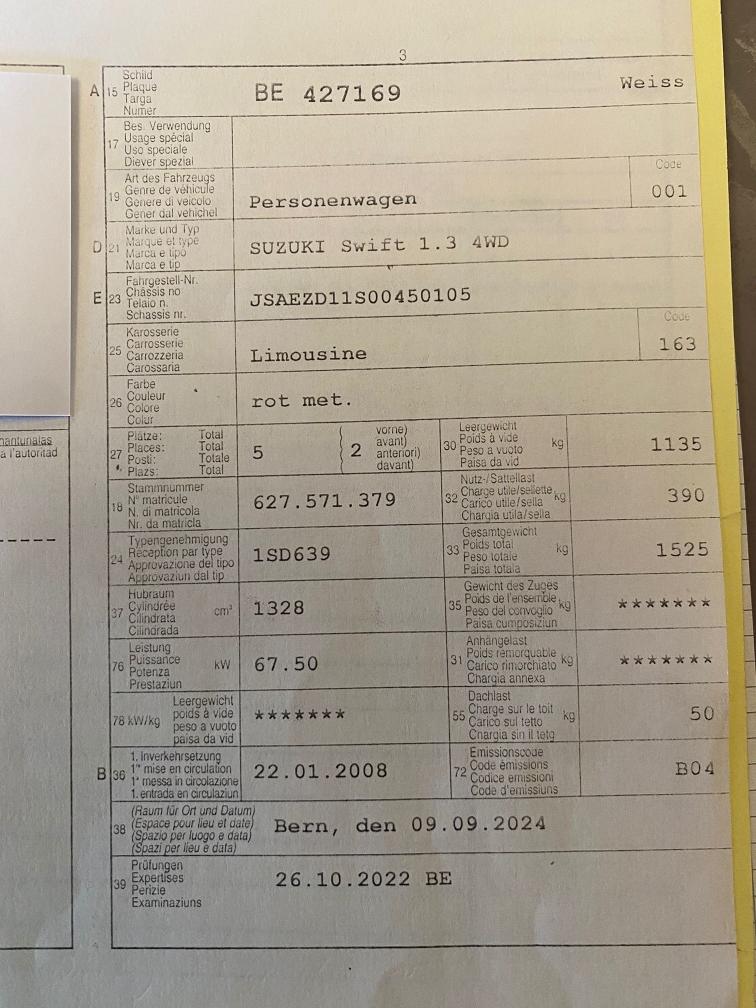 3
A 15 Schild
Plaque
Targa
Numer
BE 427169 Weiss
17 Bes. Verwendung
Usage spécial
Uso speciale
Diever spezial
19 Art des Fahrzeugs
Genre de véhicule
Genere di veicolo
Gener dal vehichel
Personenwagen
Code
001
D 21 Marke und Typ
Marque et type
Marca e tipo
Marca e tip
SUZUKI Swift 1.3 4WD
E 23 Fahrgestell-Nr.
Châssis no
Telaio n.
Schassis nr.
JSAEZD11S00450105
25 Karosserie
Carrosserie
Carrozzeria
Carossaria
Limousine
Code
163
26 Farbe
Couleur
Colore
Colur
rot met.
27 Plätze: Total
Places: Total
Posti: Totale
Plazs: Total
5
2
vorne)
avant)
anteriori)
davant)
30 Leergewicht
Poids à vide kg
Peso a vuoto
Paisa da vid
1135
18 Stammnummer
N° matricule
N. di matricola
Nr. da matricla
627.571.379
32 Nutz-/Sattellast
Charge utile/sellette kg
Carico utile/sella
Chargia utila/sella
390
24 Typengenehmigung
Réception par type
Approvazione del tipo
Approvaziun dal tip
1SD639
33 Gesamtgewicht
Poids total kg
Peso totale
Paisa totala
1525
37 Hubraum
Cylindrée cm³
Cilindrata
Cilindrada
1328
35 Gewicht des Zuges
Poids de l'ensemble kg
Peso del convoglio
Paisa cumposiziun
*******
76 Leistung
Puissance kW
Potenza
Prestaziun
67.50
31 Anhängelast
Poids remorquable kg
Carico rimorchiato
Chargia annexa
*******
78 kW/kg Leergewicht
poids à vide
peso a vuoto
paisa da vid
*******
55 Dachlast
Charge sur le toit kg
Carico sul tetto
Chargia sin il tetg
50
B 36 1. Inverkehrsetzung
1re mise en circulation
1a messa in circolazione
1. entrada en circulaziun
22.01.2008
72 Emissionscode
Code émissions
Codice emissioni
Code d'emissiuns
B04
38 (Raum für Ort und Datum)
(Espace pour lieu et date)
(Spazio per luogo e data)
(Spazi per lieu e data)
Bern, den 09.09.2024
39 Prüfungen
Expertises
Perizie
Examinaziuns
26.10.2022 BE
a l'autoritad